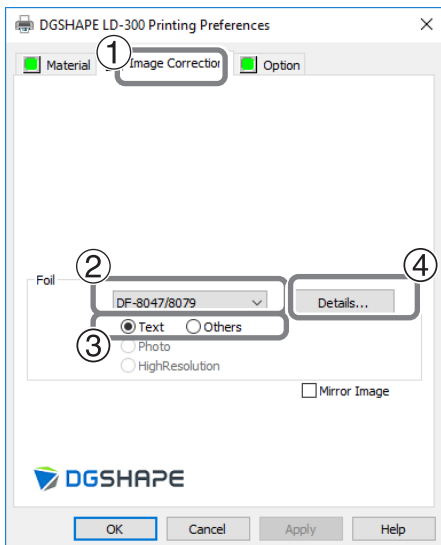 DGSHAPE LD-300 Printing Preferences
① Material Image Correction Option
Foil
② DF-8047/8079 Details... ④
③ Text Others
Photo
HighResolution
Mirror Image
DGSHAPE
OK Cancel Apply Help